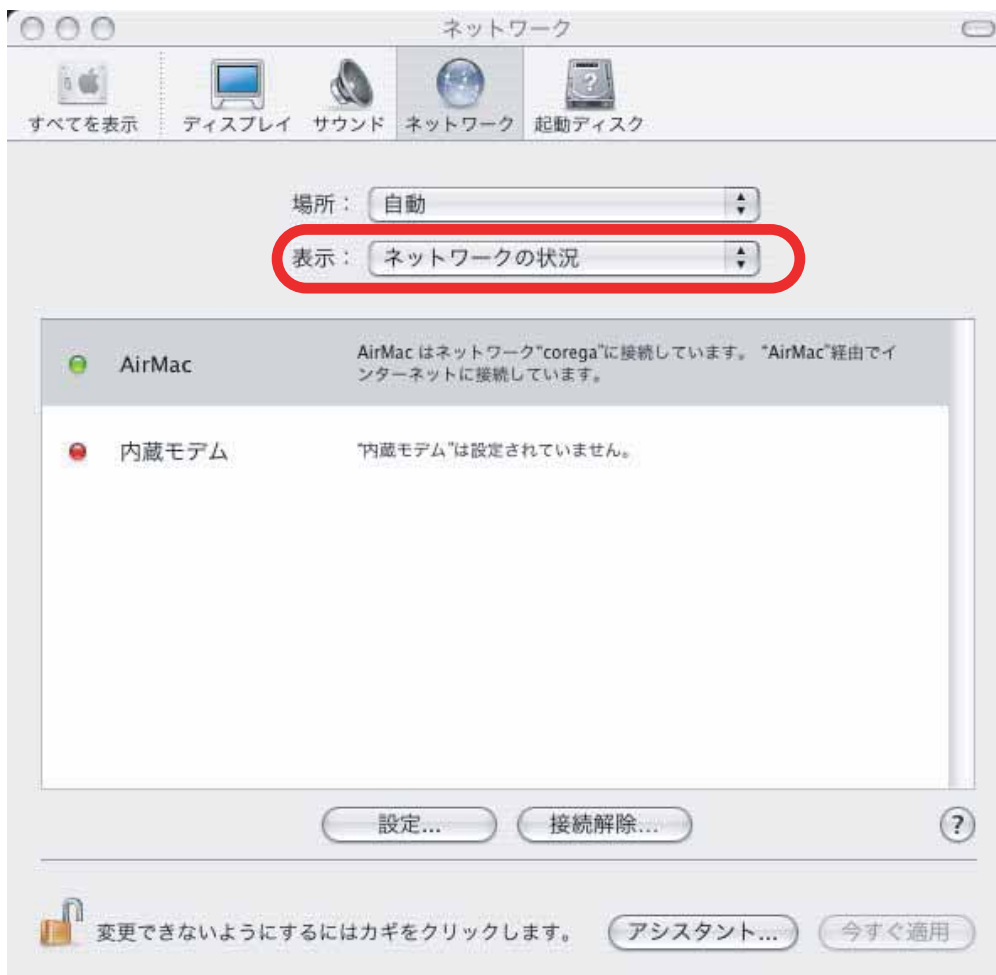 ネットワーク
すべてを表示 ディスプレイ サウンド ネットワーク 起動ディスク
場所： 自動
表示： ネットワークの状況
AirMac AirMac はネットワーク“corega”に接続しています。 “AirMac”経由でイ
ンターネットに接続しています。
内蔵モデム “内蔵モデム”は設定されていません。
設定... 接続解除... ?
変更できないようにするにはカギをクリックします。 アシスタント... 今すぐ適用